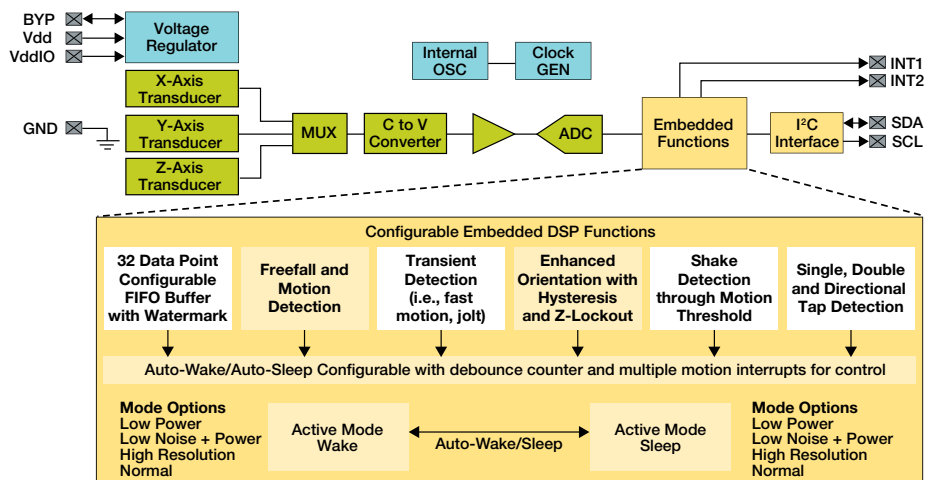 BYP
Vdd
VddIO
Voltage
Regulator
Internal
OSC
Clock
GEN
INT1
INT2
X-Axis
Transducer
GND
Y-Axis
Transducer
Z-Axis
Transducer
MUX
C to V
Converter
ADC
Embedded
Functions
I²C
Interface
SDA
SCL
Configurable Embedded DSP Functions
32 Data Point
Configurable
FIFO Buffer
with Watermark
Freefall and
Motion
Detection
Transient
Detection
(i.e., fast
motion, jolt)
Enhanced
Orientation with
Hysteresis
and Z-Lockout
Shake
Detection
through Motion
Threshold
Single, Double
and Directional
Tap Detection
Auto-Wake/Auto-Sleep Configurable with debounce counter and multiple motion interrupts for control
Mode Options
Low Power
Low Noise + Power
High Resolution
Normal
Active Mode
Wake
Auto-Wake/Sleep
Active Mode
Sleep
Mode Options
Low Power
Low Noise + Power
High Resolution
Normal